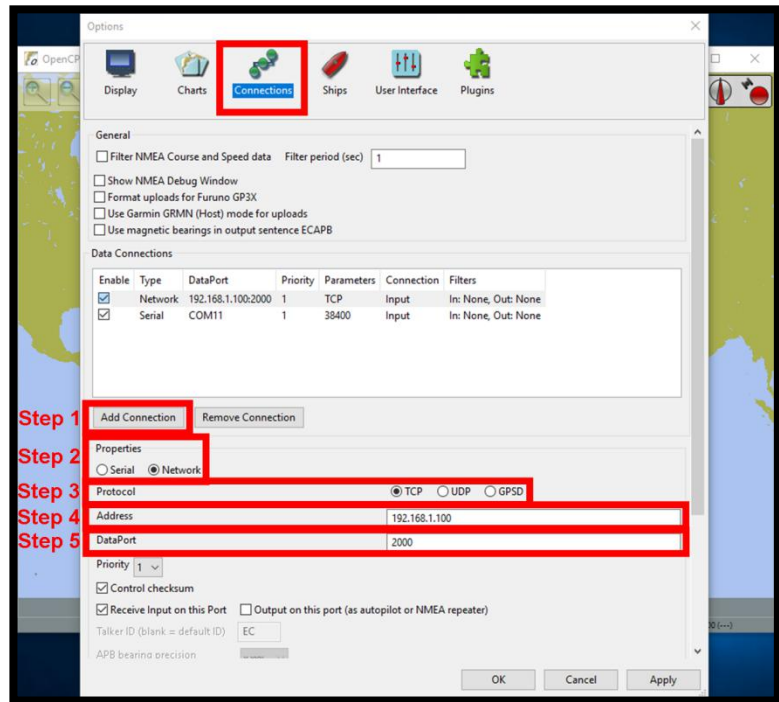 Options
OpenCP
Display Charts Connections Ships User Interface Plugins
General
Filter NMEA Course and Speed data Filter period (sec) 1
Show NMEA Debug Window
Format uploads for Furuno GP3X
Use Garmin GRMN (Host) mode for uploads
Use magnetic bearings in output sentence ECAPB
Data Connections
Enable Type DataPort Priority Parameters Connection Filters
Network 192.168.1.100:2000 1 TCP Input In: None, Out: None
Serial COM11 1 38400 Input In: None, Out: None
Step 1 Add Connection Remove Connection
Properties
Step 2
Serial Network
Step 3 Protocol TCP UDP GPSD
Step 4 Address 192.168.1.100
Step 5 DataPort 2000
Priority 1
Control checksum
Receive Input on this Port Output on this port (as autopilot or NMEA repeater)
Talker ID (blank = default ID) EC
APB bearing precision
OK Cancel Apply